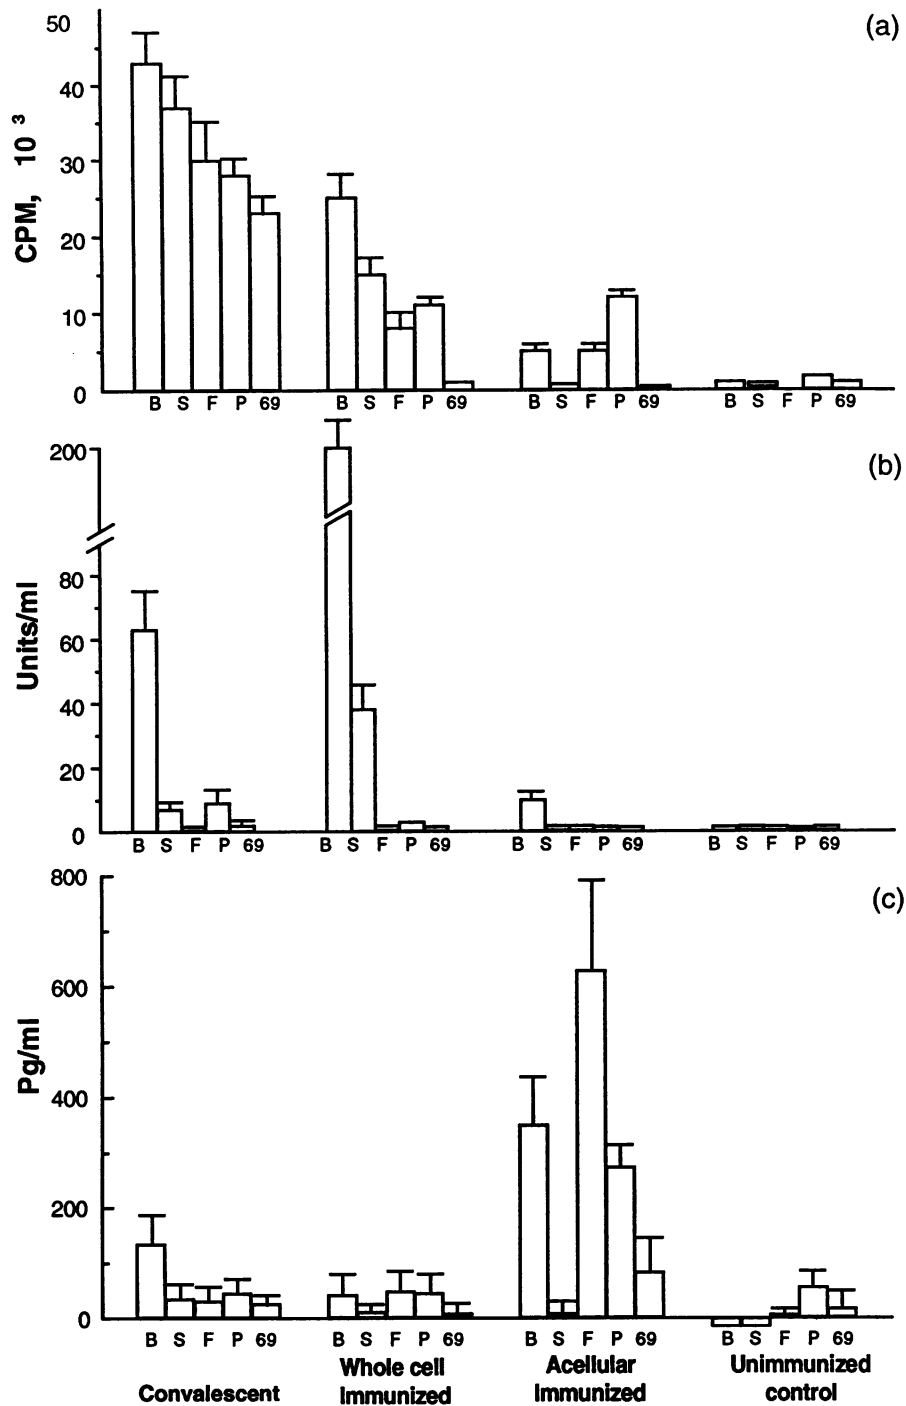 (a)
CPM, 10 3
50
40
30
20
10
0
B S F P 69 B S F P 69 B S F P 69 B S F P 69
(b)
Units/ml
200
80
60
40
20
0
B S F P 69 B S F P 69 B S F P 69 B S F P 69
(c)
Pg/ml
800
600
400
200
0
B S F P 69 B S F P 69 B S F P 69 B S F P 69
Convalescent
Whole cell
Immunized
Acellular
Immunized
Unimmunized
control